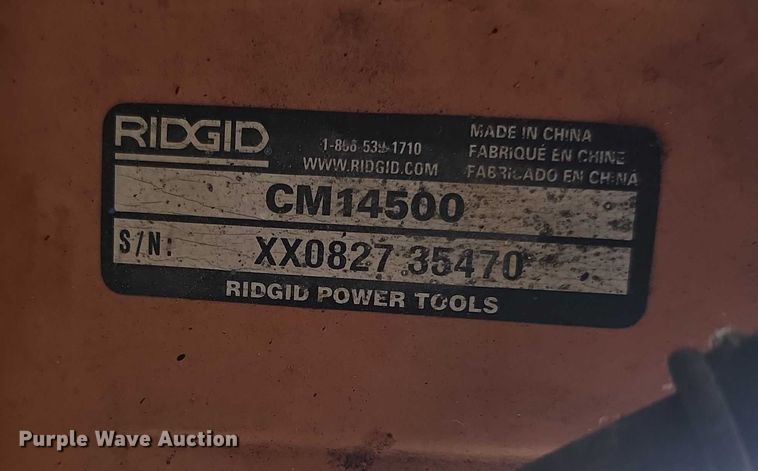 RIDGID
1-866-539-1710
WWW.RIDGID.COM
MADE IN CHINA
FABRIQUÉ EN CHINE
FABRICADO EN CHINA
CM14500
S/N: XX0827 35470
RIDGID POWER TOOLS
Purple Wave Auction